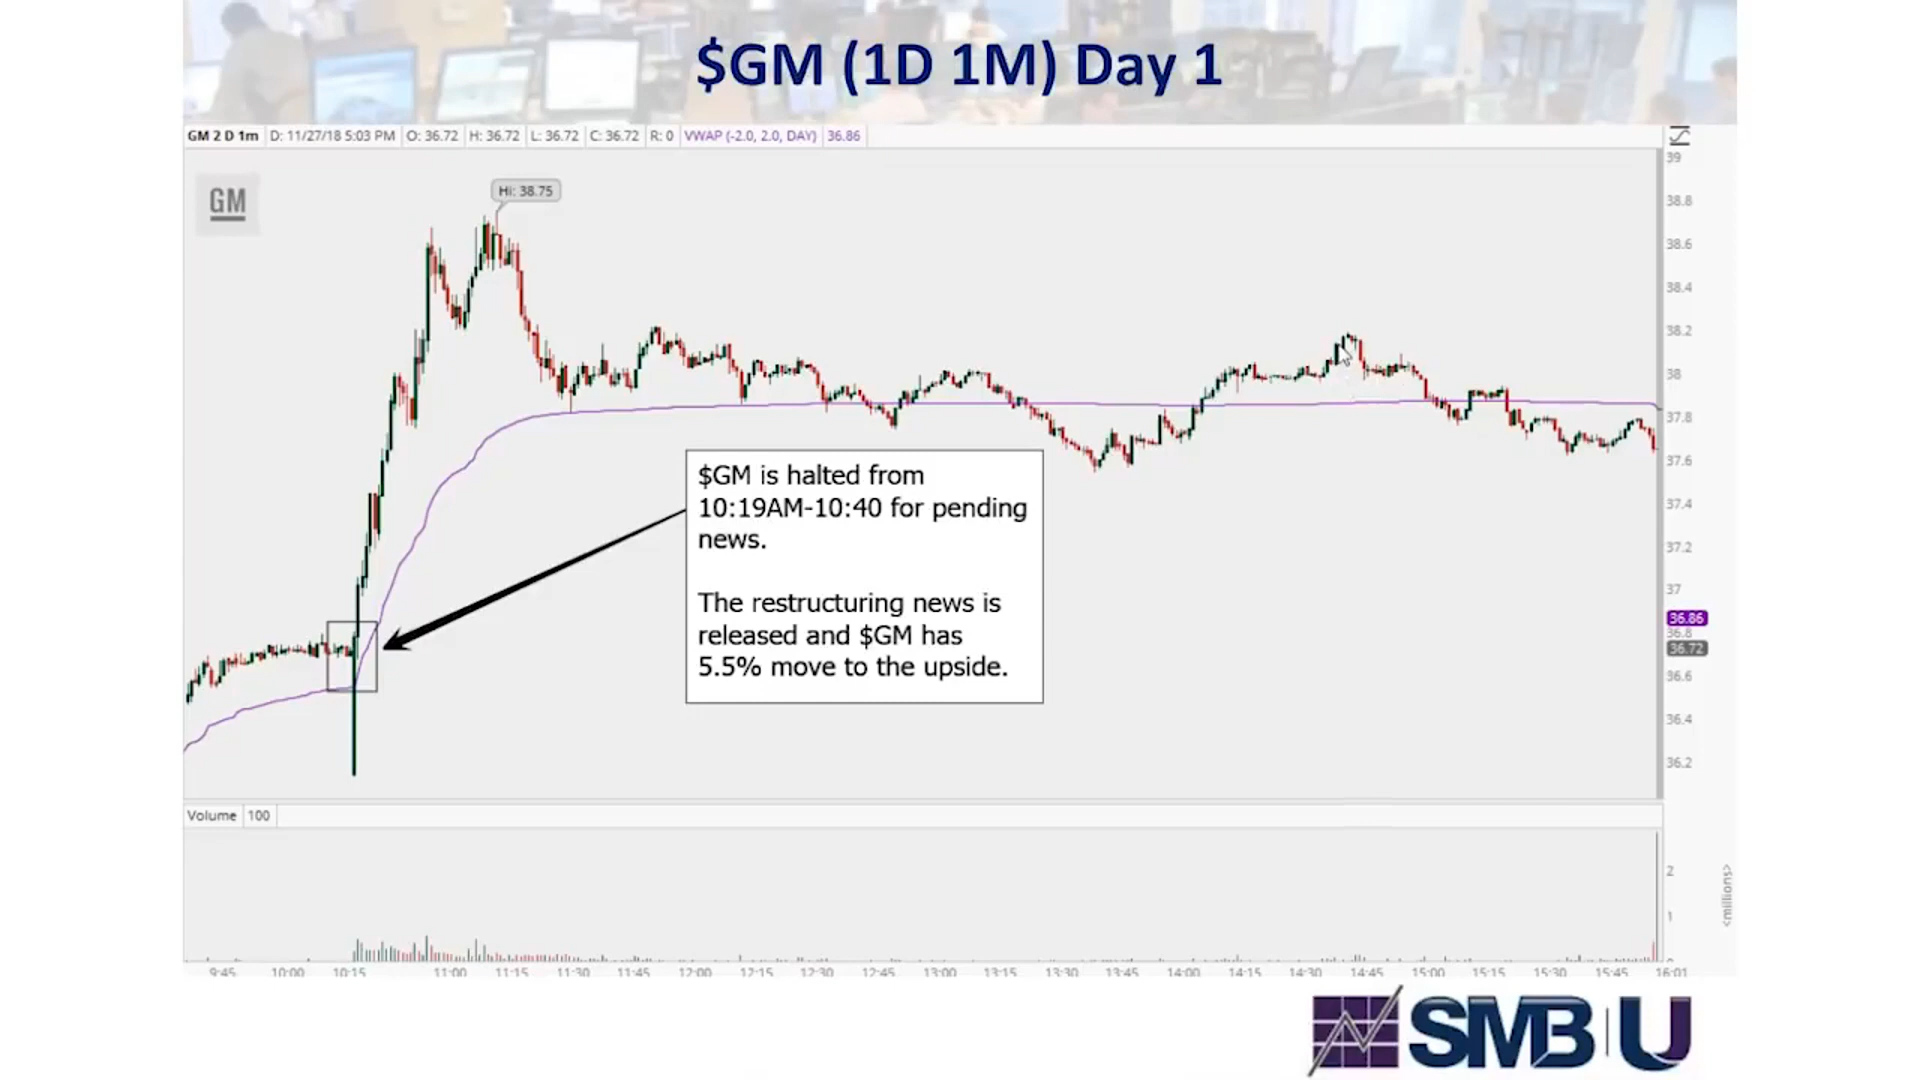 $GM (1D 1M) Day 1
GM 2 D 1m D: 11/27/18 5:03 PM O: 36.72 H: 36.72 L: 36.72 C: 36.72 R: 0 VWAP (-2.0, 2.0, DAY) 36.86
GM
Hi: 38.75
39
38.8
38.6
38.4
38.2
38
37.8
37.6
37.4
37.2
37
36.86
36.8
36.72
36.6
36.4
36.2
$GM is halted from
10:19AM-10:40 for pending
news.
The restructuring news is
released and $GM has
5.5% move to the upside.
Volume 100
2
1
<millions>
9:45 10:00 10:15 11:00 11:15 11:30 11:45 12:00 12:15 12:30 12:45 13:00 13:15 13:30 13:45 14:00 14:15 14:30 14:45 15:00 15:15 15:30 15:45 16:01
SMB U